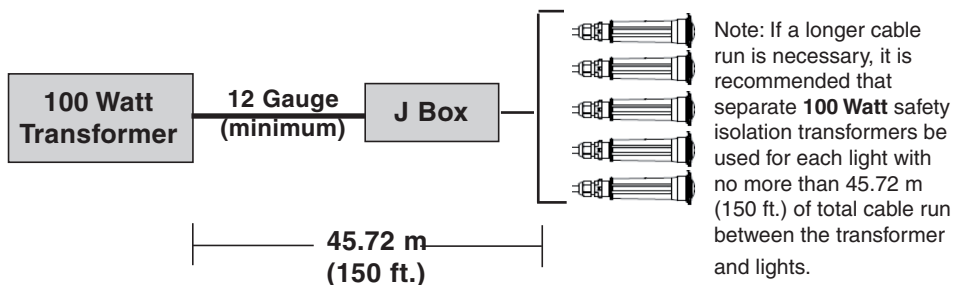 100 Watt
Transformer
12 Gauge
(minimum)
J Box
45.72 m
(150 ft.)
Note: If a longer cable
run is necessary, it is
recommended that
separate 100 Watt safety
isolation transformers be
used for each light with
no more than 45.72 m
(150 ft.) of total cable run
between the transformer
and lights.